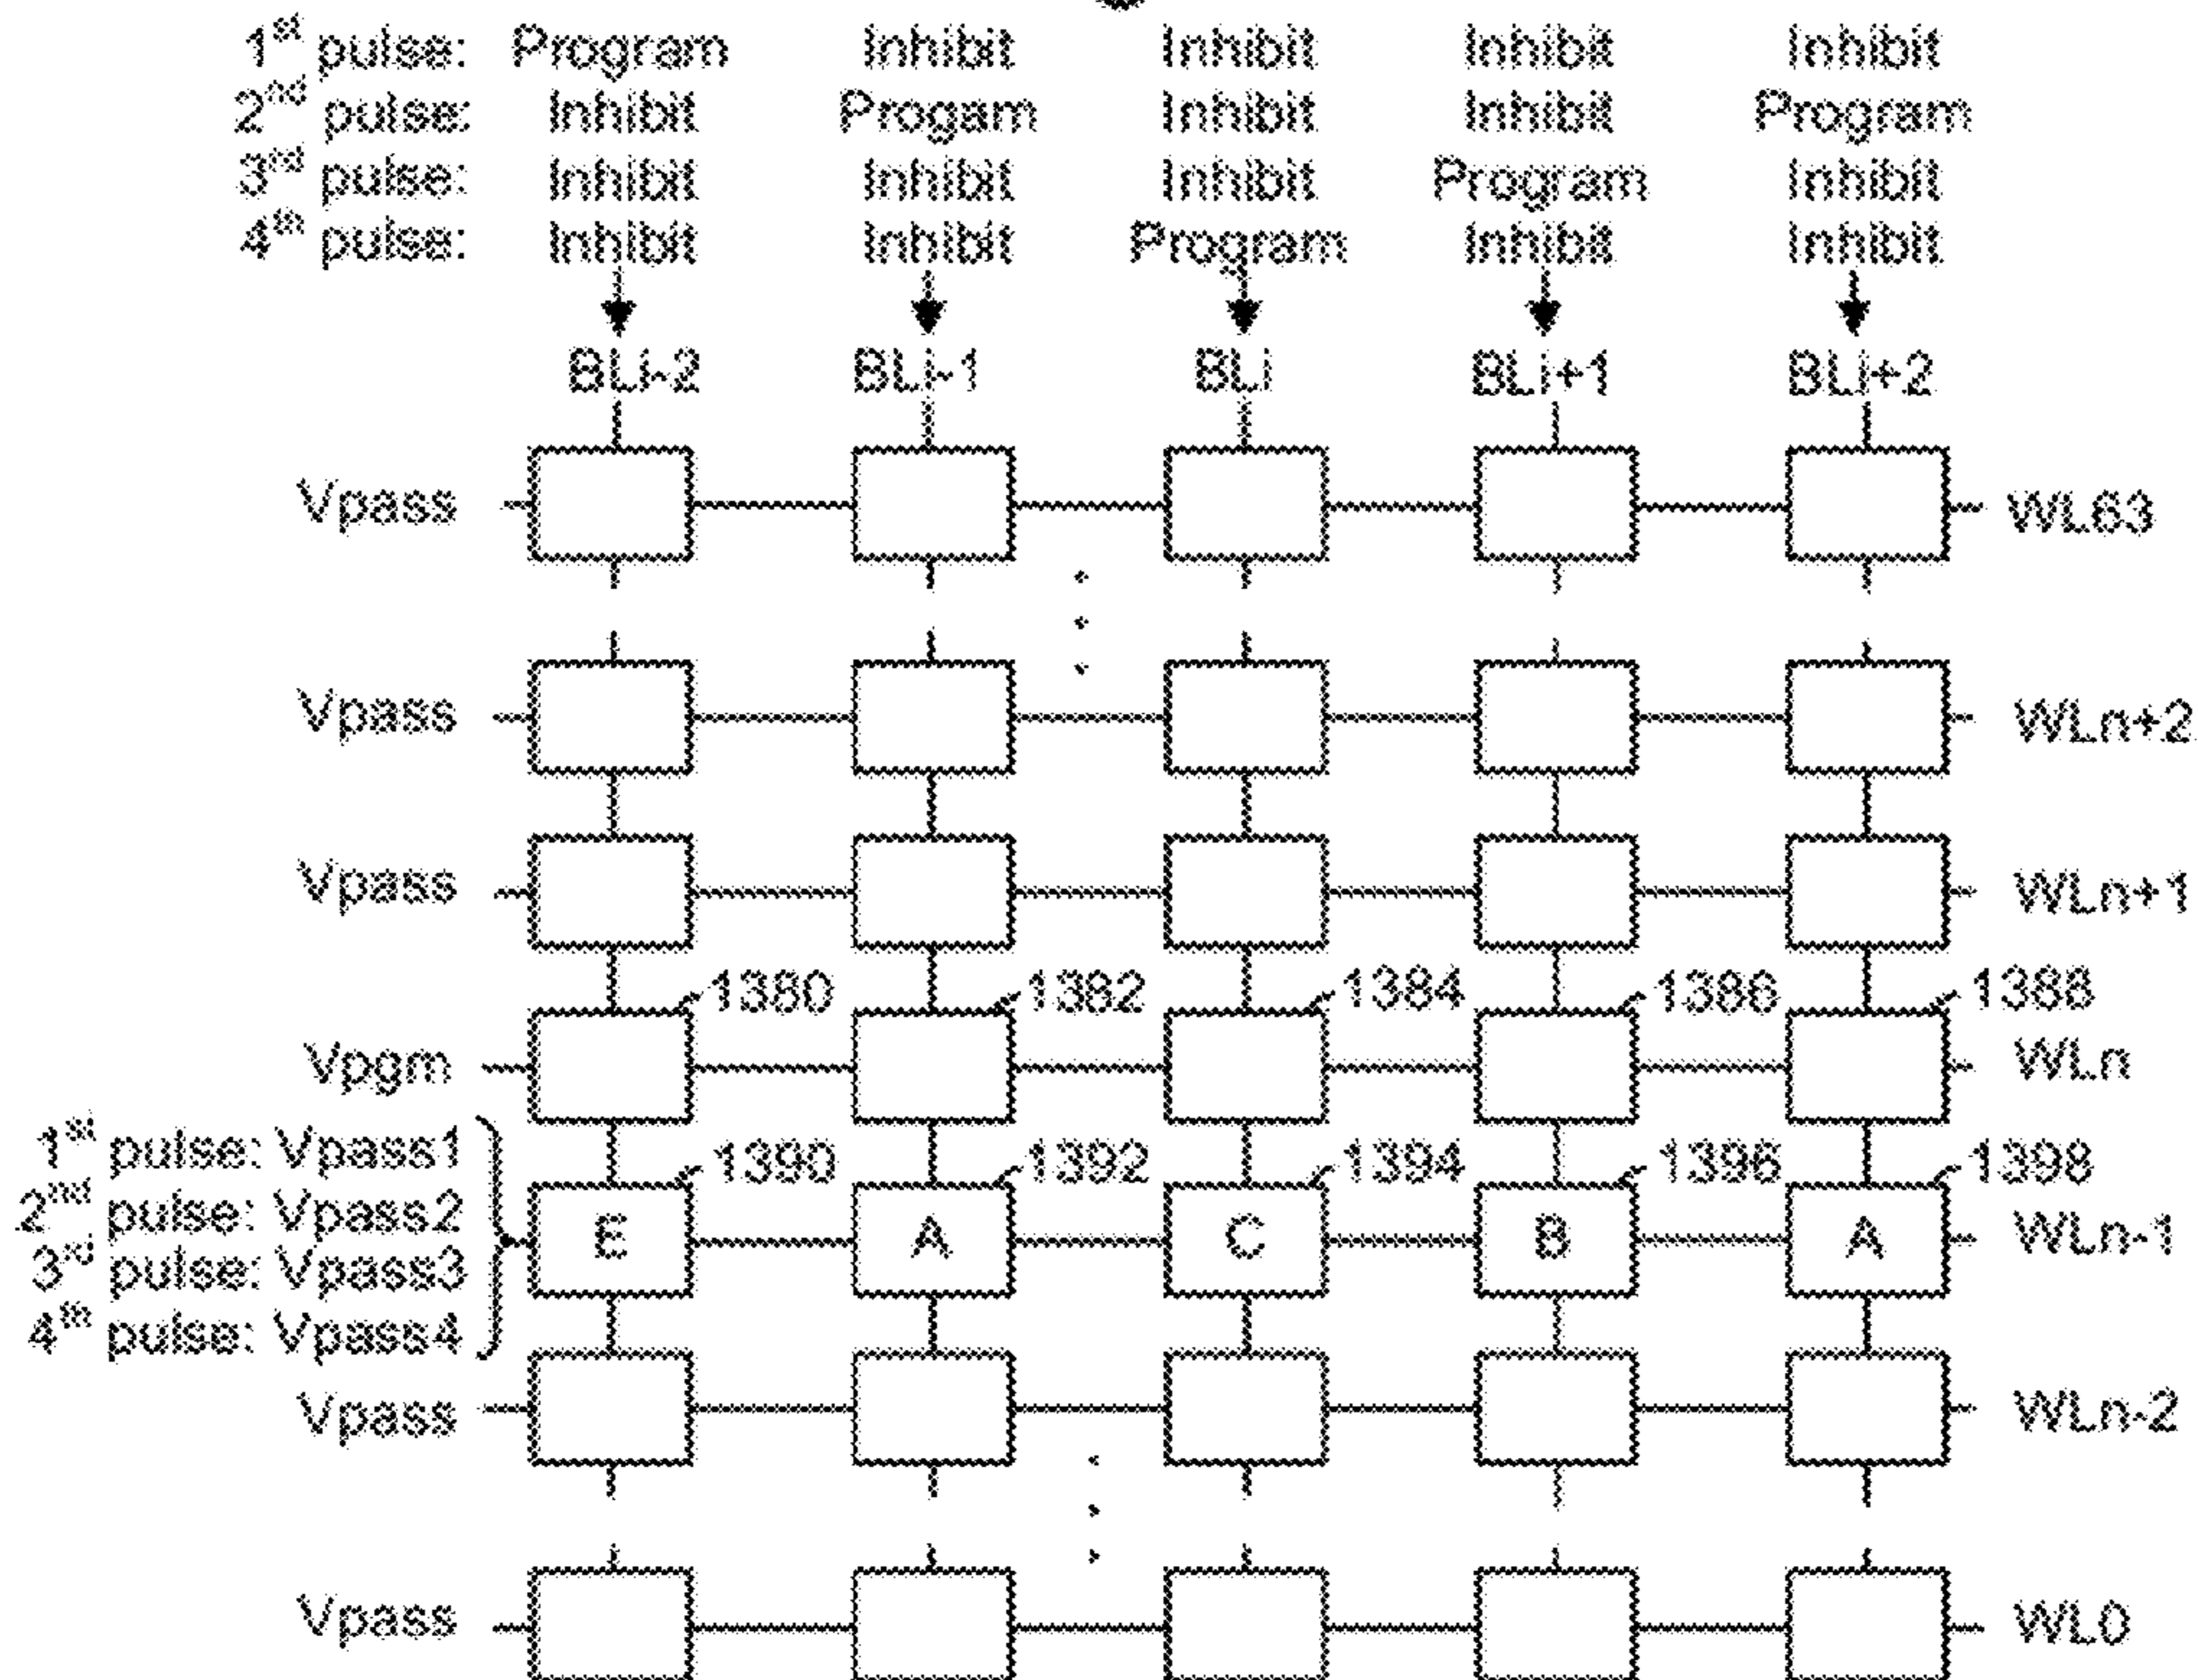 1st pulse: Program Inhibit Inhibit Inhibit Inhibit
2nd pulse: Inhibit Progam Inhibit Inhibit Program
3rd pulse: Inhibit Inhibit Inhibit Program Inhibit
4th pulse: Inhibit Inhibit Program Inhibit Inhibit
BLi-2 BLi-1 BLi BLi+1 BLi+2
Vpass WL63
Vpass WLn+2
Vpass WLn+1
1380 1382 1384 1386 1388
Vpgm WLn
1st pulse: Vpass1
1390 1392 1394 1396 1398
2nd pulse: Vpass2
E A C B A WLn-1
3rd pulse: Vpass3
4th pulse: Vpass4
Vpass WLn-2
Vpass WL0